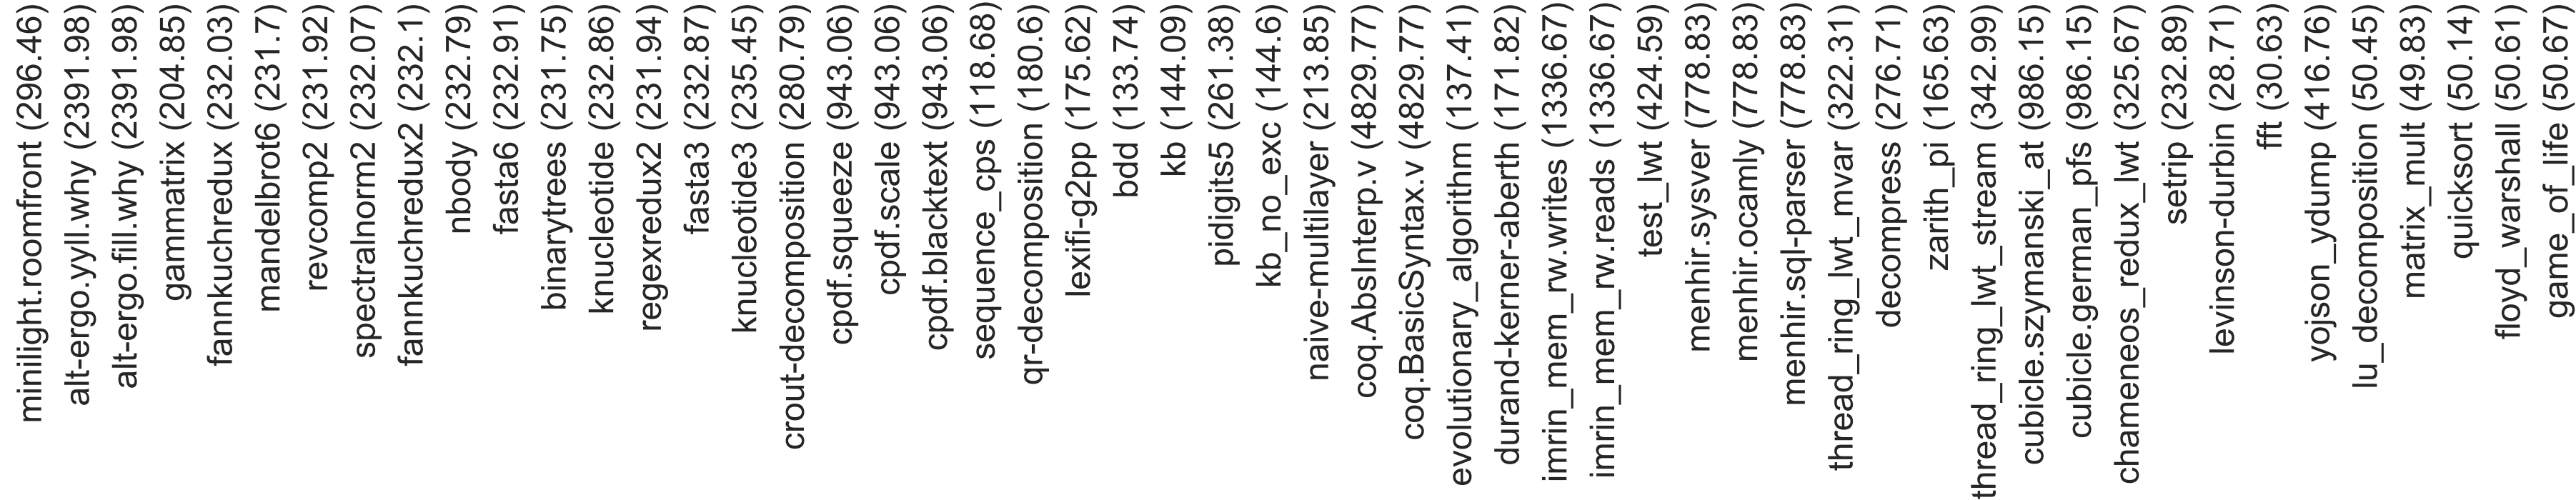 minilight.roomfront (296.46)
alt-ergo.yyll.why (2391.98)
alt-ergo.fill.why (2391.98)
gammatrix (204.85)
fannkuchredux (232.03)
mandelbrot6 (231.7)
revcomp2 (231.92)
spectralnorm2 (232.07)
fannkuchredux2 (232.1)
nbody (232.79)
fasta6 (232.91)
binarytrees (231.75)
knucleotide (232.86)
regexredux2 (231.94)
fasta3 (232.87)
knucleotide3 (235.45)
crout-decomposition (280.79)
cpdf.squeeze (943.06)
cpdf.scale (943.06)
cpdf.blacktext (943.06)
sequence_cps (118.68)
qr-decomposition (180.6)
lexifi-g2pp (175.62)
bdd (133.74)
kb (144.09)
pidigits5 (261.38)
kb_no_exc (144.6)
naive-multilayer (213.85)
coq.AbsInterp.v (4829.77)
coq.BasicSyntax.v (4829.77)
evolutionary_algorithm (137.41)
durand-kerner-aberth (171.82)
imrin_mem_rw.writes (1336.67)
imrin_mem_rw.reads (1336.67)
test_lwt (424.59)
menhir.sysver (778.83)
menhir.ocamly (778.83)
menhir.sql-parser (778.83)
thread_ring_lwt_mvar (322.31)
decompress (276.71)
zarith_pi (165.63)
thread_ring_lwt_stream (342.99)
cubicle.szymanski_at (986.15)
cubicle.german_pfs (986.15)
chameneos_redux_lwt (325.67)
setrip (232.89)
levinson-durbin (28.71)
fft (30.63)
yojson_ydump (416.76)
lu_decomposition (50.45)
matrix_mult (49.83)
quicksort (50.14)
floyd_warshall (50.61)
game_of_life (50.67)